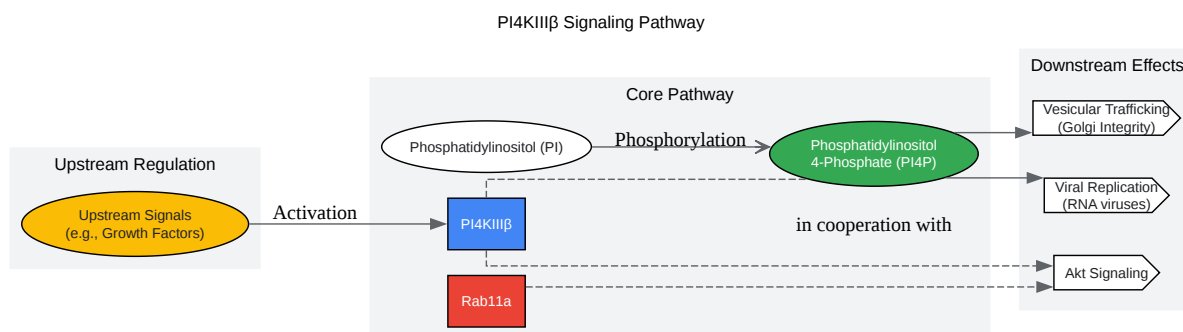 PI4KIIIβ Signaling Pathway
Upstream Regulation
Upstream Signals
(e.g., Growth Factors)
Activation
Core Pathway
Phosphatidylinositol (PI)
Phosphorylation
Phosphatidylinositol
4-Phosphate (PI4P)
PI4KIIIβ
in cooperation with
Rab11a
Downstream Effects
Vesicular Trafficking
(Golgi Integrity)
Viral Replication
(RNA viruses)
Akt Signaling